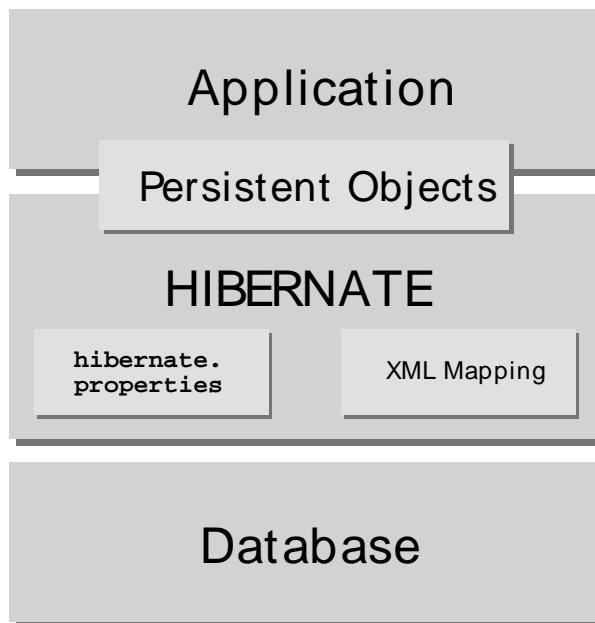 Application
Persistent Objects
HIBERNATE
hibernate.
properties
XML Mapping
Database